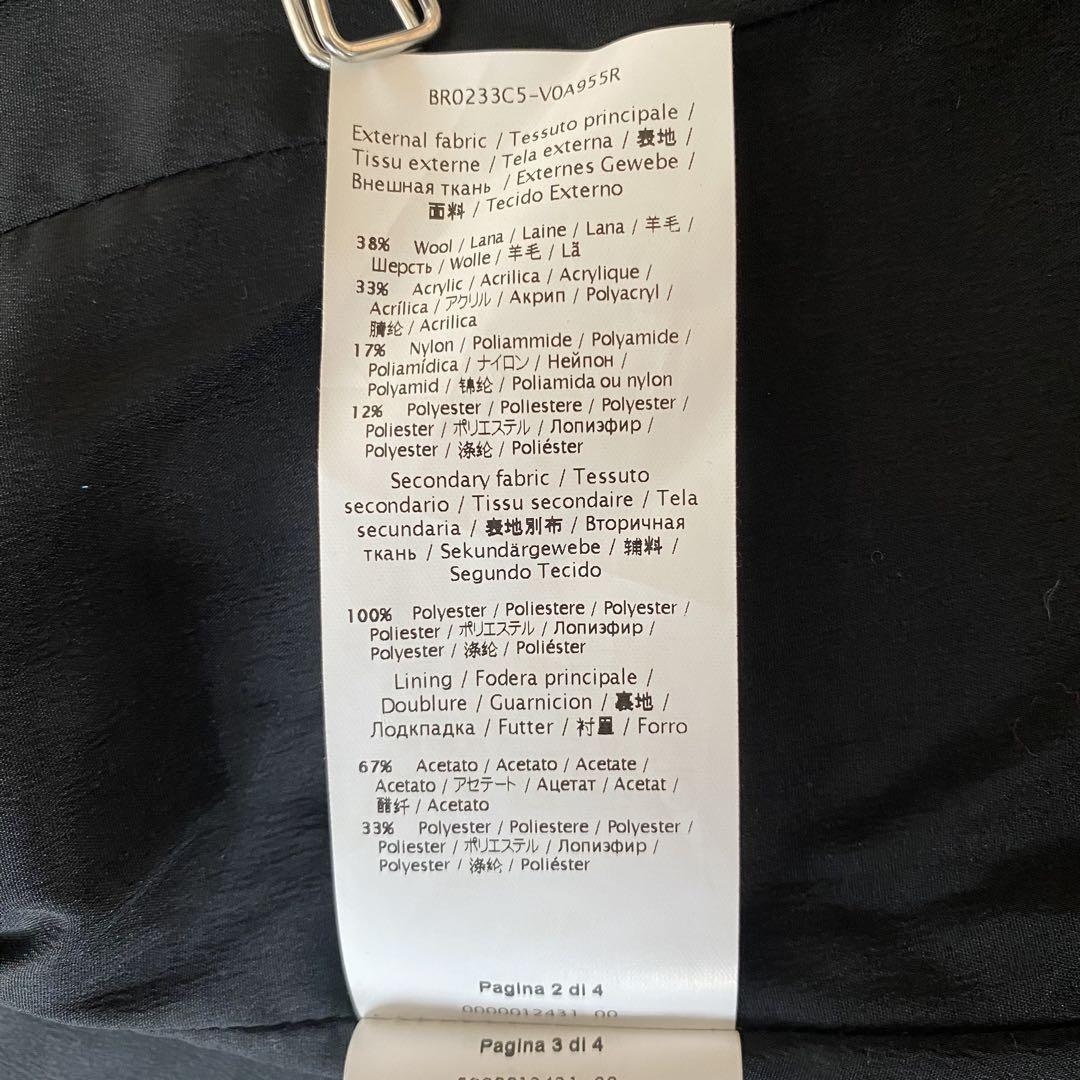 BR0233C5-V0A955R
External fabric / Tessuto principale /
Tissu externe / Tela externa / 表地 /
Внешная ткань / Externes Gewebe /
面料 / Tecido Externo
38% Wool / Lana / Laine / Lana / 羊毛 /
Шерсть / Wolle / 羊毛 / Lã
33% Acrylic / Acrilica / Acrylique /
Acrílica / アクリル / Акрип / Polyacryl /
腈纶 / Acrilica
17% Nylon / Poliammide / Polyamide /
Poliamídica / ナイロン / Нейпон /
Polyamid / 锦纶 / Poliamida ou nylon
12% Polyester / Poliestere / Polyester /
Poliester / ポリエステル / Лопиэфир /
Polyester / 涤纶 / Poliéster
Secondary fabric / Tessuto
secondario / Tissu secondaire / Tela
secundaria / 表地別布 / Вторичная
ткань / Sekundärgewebe / 辅料 /
Segundo Tecido
100% Polyester / Poliestere / Polyester /
Poliester / ポリエステル / Лопиэфир /
Polyester / 涤纶 / Poliéster
Lining / Fodera principale /
Doublure / Guarnicion / 裏地 /
Лодкпадка / Futter / 衬里 / Forro
67% Acetato / Acetato / Acetate /
Acetato / アセテート / Ацетат / Acetat /
醋纤 / Acetato
33% Polyester / Poliestere / Polyester /
Poliester / ポリエステル / Лопиэфир /
Polyester / 涤纶 / Poliéster
Pagina 2 di 4
0000012431 00
Pagina 3 di 4